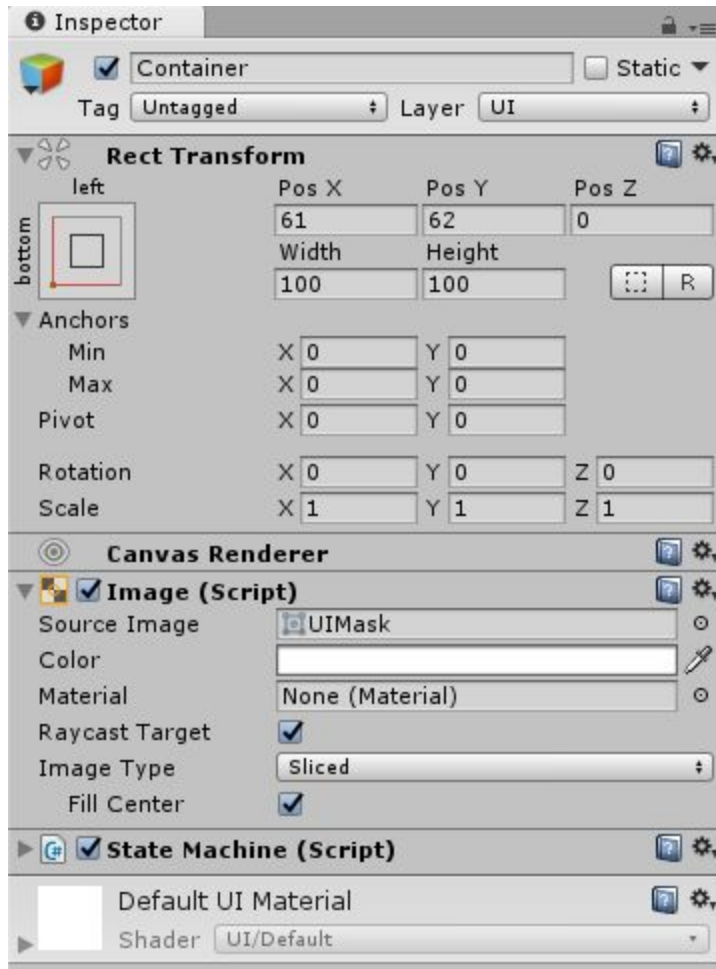 Inspector
Container Static
Tag Untagged Layer UI
Rect Transform
left Pos X Pos Y Pos Z
bottom 61 62 0
Width Height
100 100 R
Anchors
Min X 0 Y 0
Max X 0 Y 0
Pivot X 0 Y 0
Rotation X 0 Y 0 Z 0
Scale X 1 Y 1 Z 1
Canvas Renderer
Image (Script)
Source Image UIMask
Color
Material None (Material)
Raycast Target
Image Type Sliced
Fill Center
C# State Machine (Script)
Default UI Material
Shader UI/Default